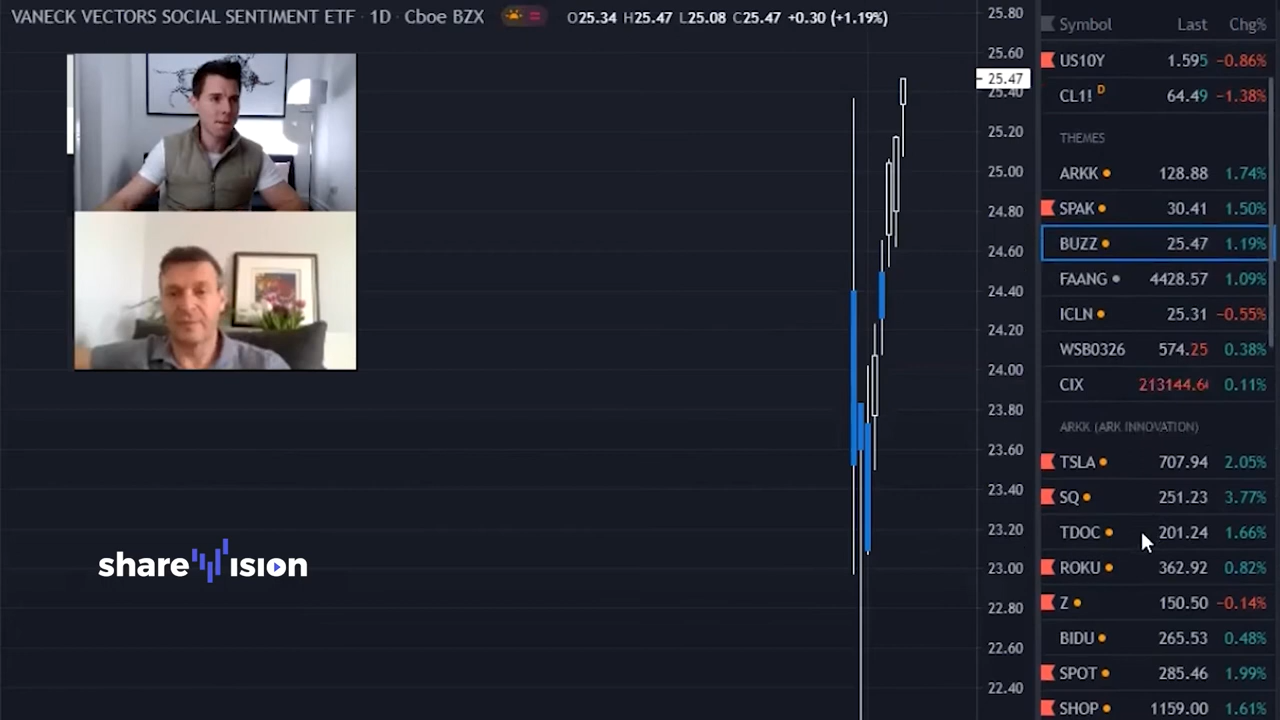 VANECK VECTORS SOCIAL SENTIMENT ETF · 1D · Cboe BZX O25.34 H25.47 L25.08 C25.47 +0.30 (+1.19%)
25.80
25.60
25.47
25.40
25.20
25.00
24.80
24.60
24.40
24.20
24.00
23.80
23.60
23.40
23.20
23.00
22.80
22.60
22.40
Symbol Last Chg%
US10Y 1.595 −0.86%
CL1! D 64.49 −1.38%
THEMES
ARKK 128.88 1.74%
SPAK 30.41 1.50%
BUZZ 25.47 1.19%
FAANG 4428.57 1.09%
ICLN 25.31 −0.55%
WSB0326 574.25 0.38%
CIX 213144.6 0.11%
ARKK (ARK INNOVATION)
TSLA 707.94 2.05%
SQ 251.23 3.77%
TDOC 201.24 1.66%
ROKU 362.92 0.82%
Z 150.50 −0.14%
BIDU 265.53 0.48%
SPOT 285.46 1.99%
SHOP 1159.00 1.61%
shareVision